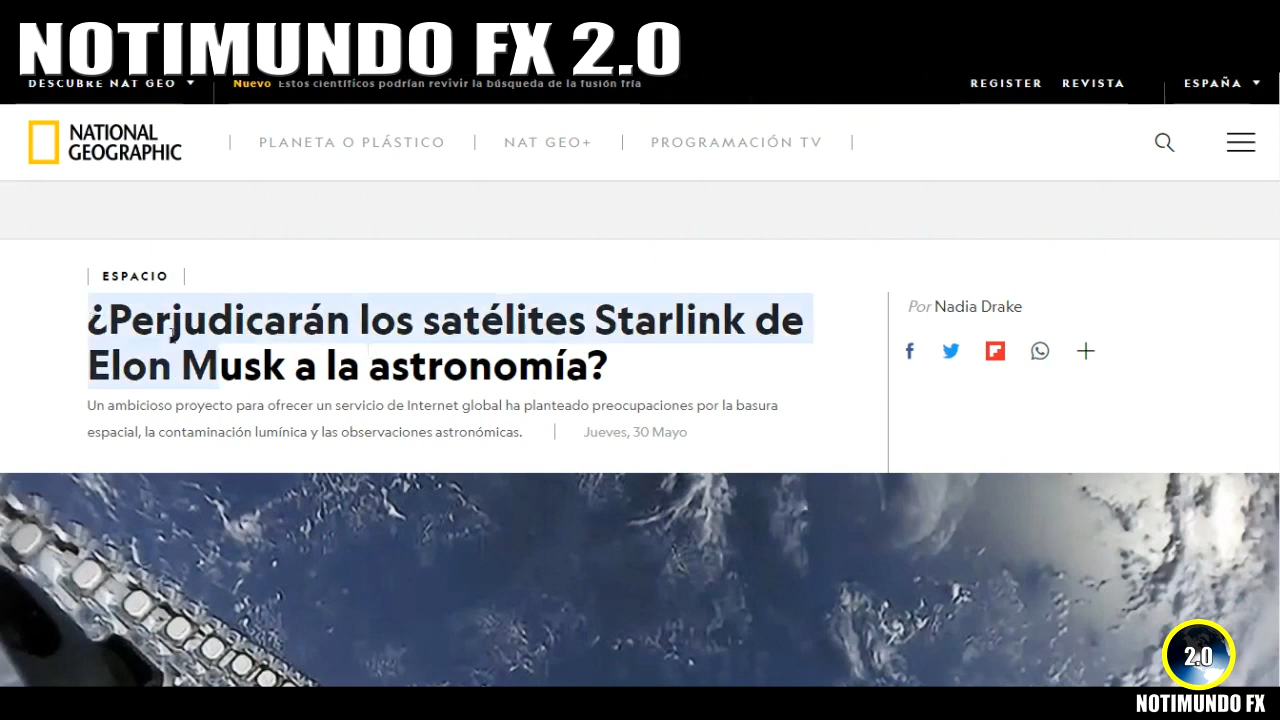 NOTIMUNDO FX 2.0
DESCUBRE NAT GEO
Nuevo Estos científicos podrían revivir la búsqueda de la fusión fría
REGISTER REVISTA ESPAÑA
NATIONAL
GEOGRAPHIC
PLANETA O PLÁSTICO NAT GEO+ PROGRAMACIÓN TV
ESPACIO
¿Perjudicarán los satélites Starlink de
Elon Musk a la astronomía?
Por Nadia Drake
Un ambicioso proyecto para ofrecer un servicio de Internet global ha planteado preocupaciones por la basura
espacial, la contaminación lumínica y las observaciones astronómicas. Jueves, 30 Mayo
2.0
NOTIMUNDO FX